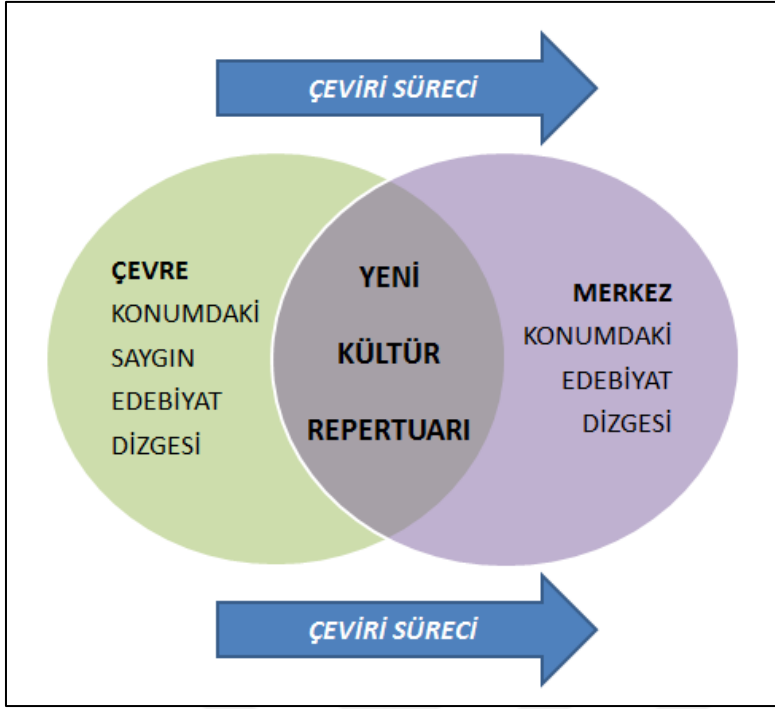 ÇEVİRİ SÜRECİ
ÇEVRE
KONUMDAKİ
SAYGIN
EDEBİYAT
DİZGESİ
YENİ
KÜLTÜR
REPERTUARI
MERKEZ
KONUMDAKİ
EDEBİYAT
DİZGESİ
ÇEVİRİ SÜRECİ